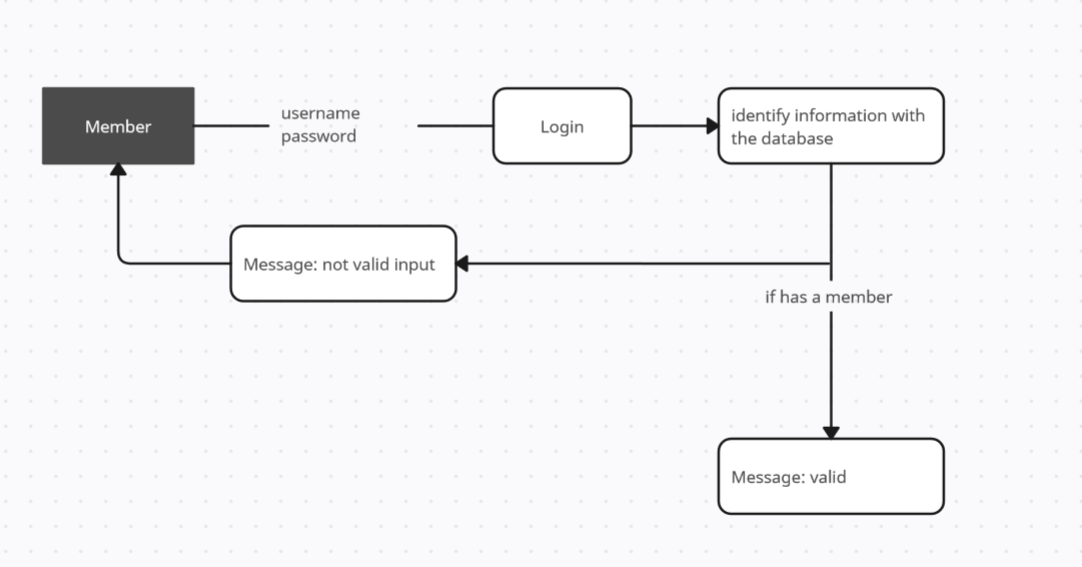 Member
username
password
Login
identify information with
the database
Message: not valid input
if has a member
Message: valid